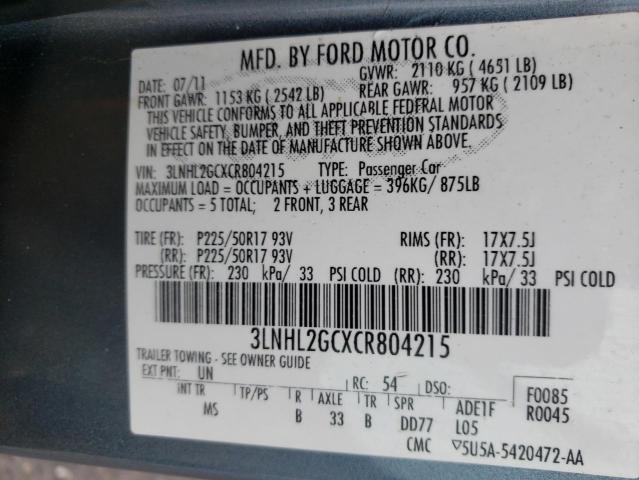 MFD. BY FORD MOTOR CO.
DATE: 07/11 GVWR: 2110 KG ( 4651 LB)
FRONT GAWR: 1153 KG ( 2542 LB) REAR GAWR: 957 KG ( 2109 LB)
THIS VEHICLE CONFORMS TO ALL APPLICABLE FEDERAL MOTOR
VEHICLE SAFETY, BUMPER, AND THEFT PREVENTION STANDARDS
IN EFFECT ON THE DATE OF MANUFACTURE SHOWN ABOVE.
VIN: 3LNHL2GCXCR804215 TYPE: Passenger Car
MAXIMUM LOAD = OCCUPANTS + LUGGAGE = 396KG/ 875LB
OCCUPANTS = 5 TOTAL; 2 FRONT, 3 REAR
TIRE (FR): P225/50R17 93V RIMS (FR): 17X7.5J
(RR): P225/50R17 93V (RR): 17X7.5J
PRESSURE (FR): 230 kPa/ 33 PSI COLD (RR): 230 kPa/ 33 PSI COLD
3LNHL2GCXCR804215
TRAILER TOWING - SEE OWNER GUIDE
EXT PNT: UN RC: 54 DSO: F0085
INT TR TP/PS R AXLE TR SPR ADE1F R0045
MS B 33 B DD77 L05
CMC ▽5U5A-5420472-AA